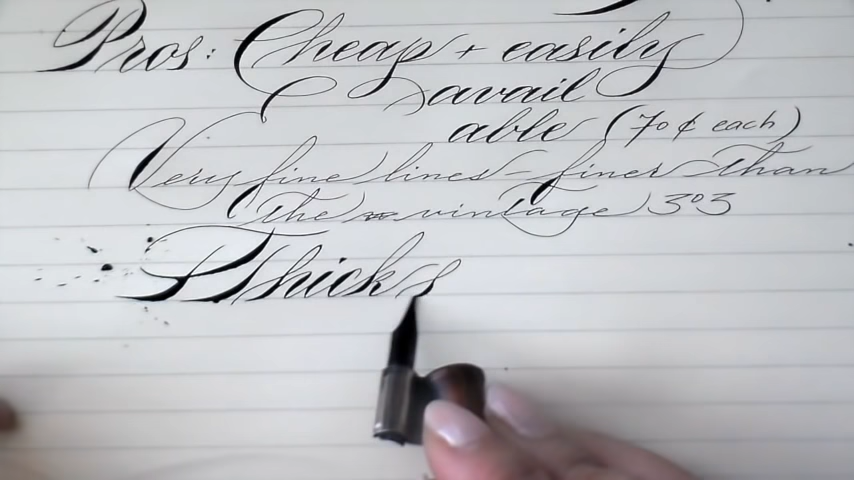 Pros: Cheap + easily
avail
able (70¢ each)
Very fine lines - finer than
the vintage 303
Thick s